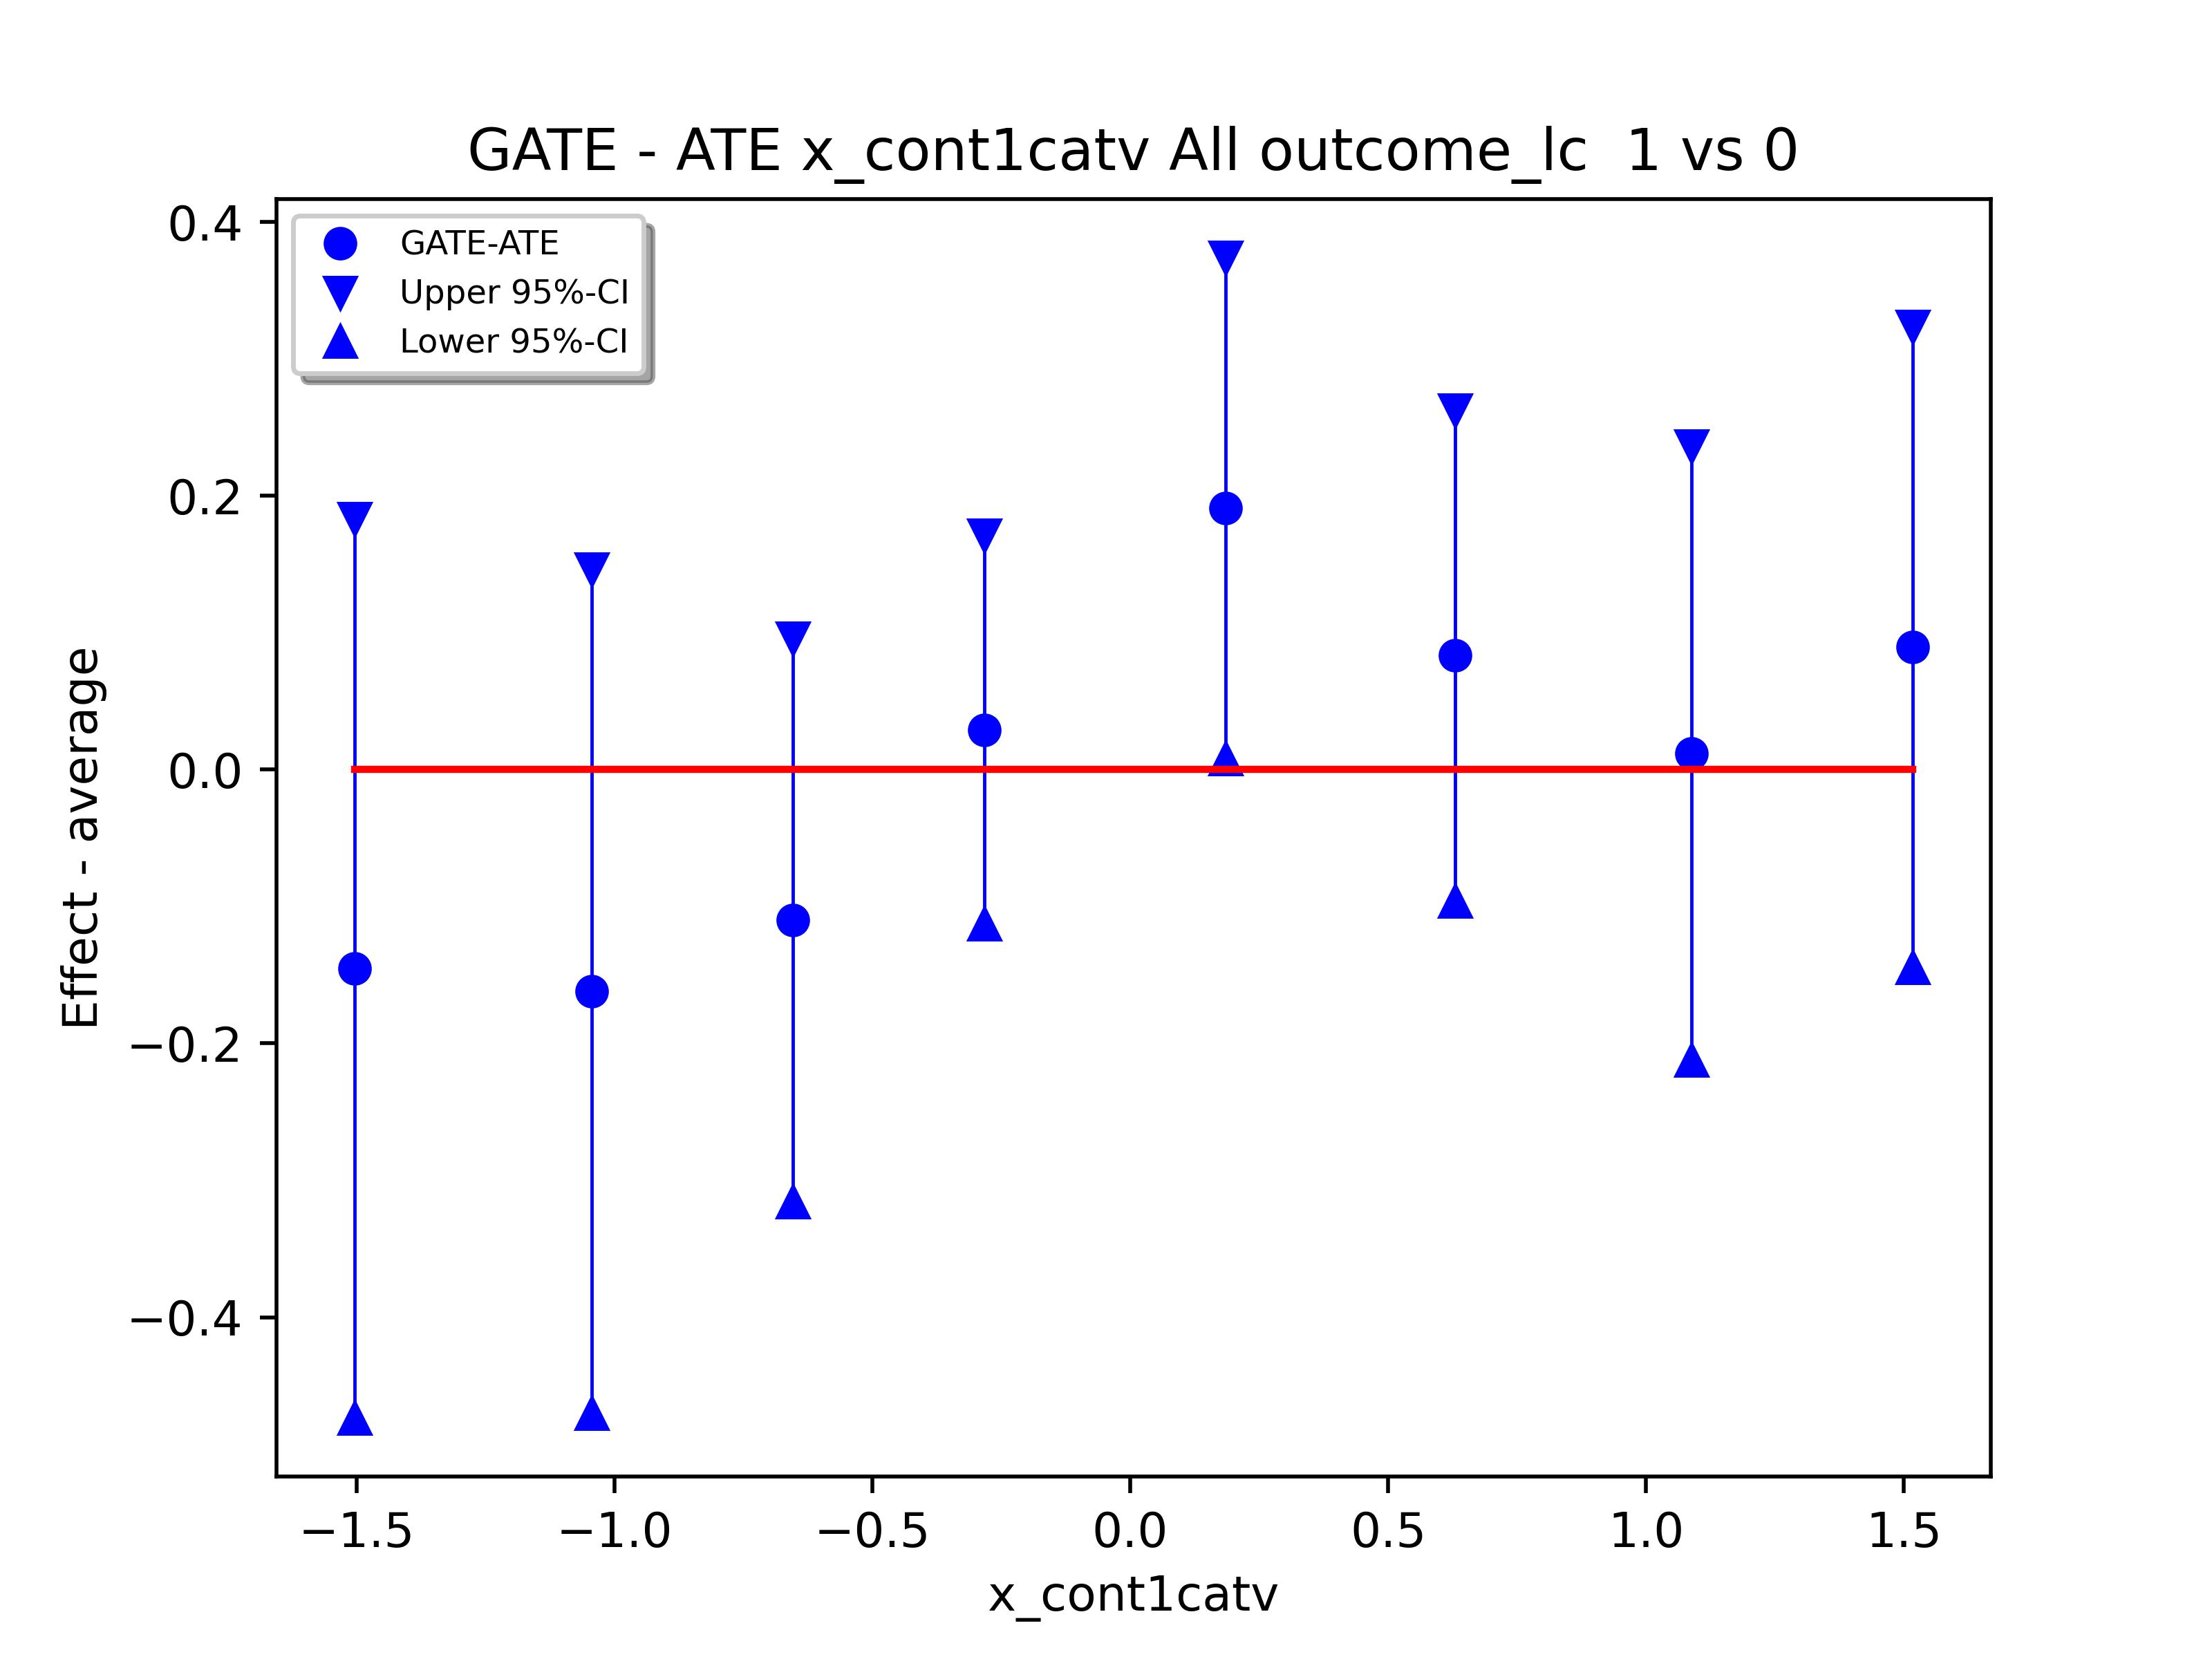 GATE - ATE x_cont1catv All outcome_lc  1 vs 0
GATE-ATE
Upper 95%-CI
Lower 95%-CI
0.4
0.2
0.0
−0.2
−0.4
Effect - average
−1.5
−1.0
−0.5
0.0
0.5
1.0
1.5
x_cont1catv